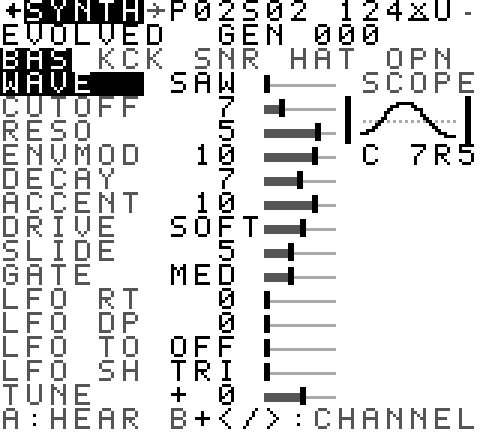 ←SYNTH→P02S02 124xU-
EVOLVED GEN 000
BAS KCK SNR HAT OPN
WAVE SAW SCOPE
CUTOFF 7
RESO 5
ENVMOD 10 C 7R5
DECAY 7
ACCENT 10
DRIVE SOFT
SLIDE 5
GATE MED
LFO RT 0
LFO DP 0
LFO TO OFF
LFO SH TRI
TUNE + 0
A:HEAR B+</>:CHANNEL